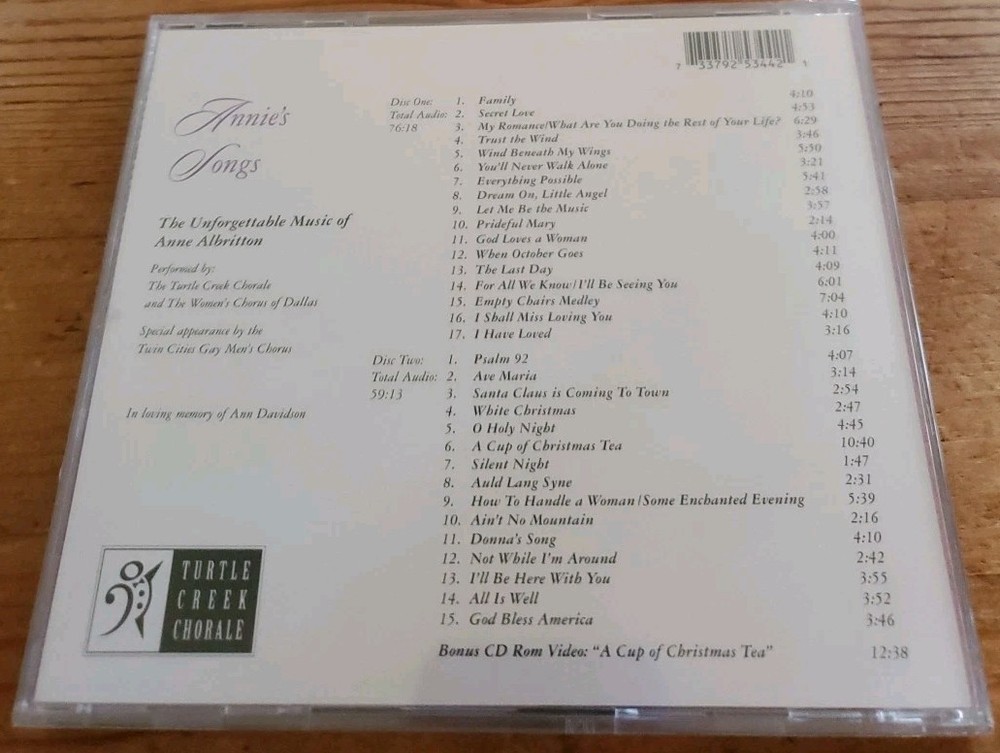 7 33792 53442 1
Annie's
Songs
The Unforgettable Music of
Anne Albritton
Performed by:
The Turtle Creek Chorale
and The Women's Chorus of Dallas
Special appearance by the
Twin Cities Gay Men's Chorus
In loving memory of Ann Davidson
TURTLE
CREEK
CHORALE
Disc One: 1. Family 4:10
Total Audio: 2. Secret Love 4:53
76:18 3. My Romance/What Are You Doing the Rest of Your Life? 6:29
4. Trust the Wind 3:46
5. Wind Beneath My Wings 5:50
6. You'll Never Walk Alone 3:21
7. Everything Possible 5:41
8. Dream On, Little Angel 2:58
9. Let Me Be the Music 3:57
10. Prideful Mary 2:14
11. God Loves a Woman 4:00
12. When October Goes 4:11
13. The Last Day 4:09
14. For All We Know/I'll Be Seeing You 6:01
15. Empty Chairs Medley 7:04
16. I Shall Miss Loving You 4:10
17. I Have Loved 3:16
Disc Two: 1. Psalm 92 4:07
Total Audio: 2. Ave Maria 3:14
59:13 3. Santa Claus is Coming To Town 2:54
4. White Christmas 2:47
5. O Holy Night 4:45
6. A Cup of Christmas Tea 10:40
7. Silent Night 1:47
8. Auld Lang Syne 2:31
9. How To Handle a Woman/Some Enchanted Evening 5:39
10. Ain't No Mountain 2:16
11. Donna's Song 4:10
12. Not While I'm Around 2:42
13. I'll Be Here With You 3:55
14. All Is Well 3:52
15. God Bless America 3:46
Bonus CD Rom Video: “A Cup of Christmas Tea” 12:38